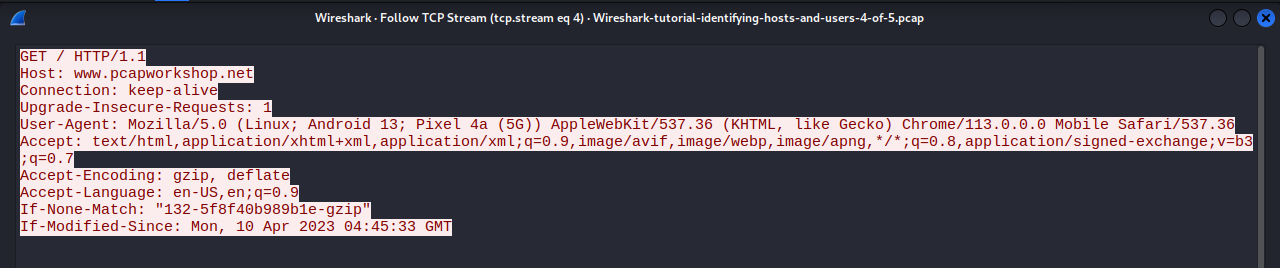 Wireshark · Follow TCP Stream (tcp.stream eq 4) · Wireshark-tutorial-identifying-hosts-and-users-4-of-5.pcap
GET / HTTP/1.1
Host: www.pcapworkshop.net
Connection: keep-alive
Upgrade-Insecure-Requests: 1
User-Agent: Mozilla/5.0 (Linux; Android 13; Pixel 4a (5G)) AppleWebKit/537.36 (KHTML, like Gecko) Chrome/113.0.0.0 Mobile Safari/537.36
Accept: text/html,application/xhtml+xml,application/xml;q=0.9,image/avif,image/webp,image/apng,*/*;q=0.8,application/signed-exchange;v=b3
;q=0.7
Accept-Encoding: gzip, deflate
Accept-Language: en-US,en;q=0.9
If-None-Match: "132-5f8f40b989b1e-gzip"
If-Modified-Since: Mon, 10 Apr 2023 04:45:33 GMT